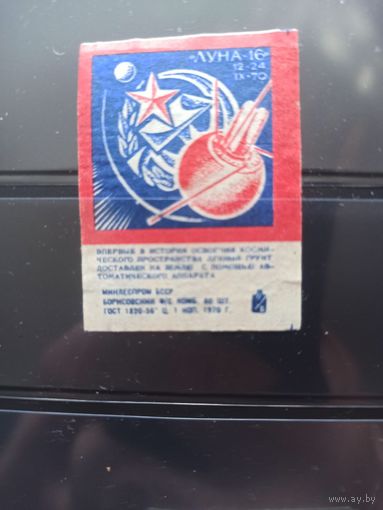 "ЛУНА-16"
12-24
IX-70
ВПЕРВЫЕ В ИСТОРИИ ОСВОЕНИЯ КОСМИ-
ЧЕСКОГО ПРОСТРАНСТВА ЛУННЫЙ ГРУНТ
ДОСТАВЛЕН НА ЗЕМЛЮ С ПОМОЩЬЮ АВ-
ТОМАТИЧЕСКОГО АППАРАТА
МИНЛЕСПРОМ БССР
БОРИСОВСКИЙ Ф/С КОМБ. 60 ШТ.
ГОСТ 1820-56* Ц. 1 КОП. 1970 Г.
au.ay.by